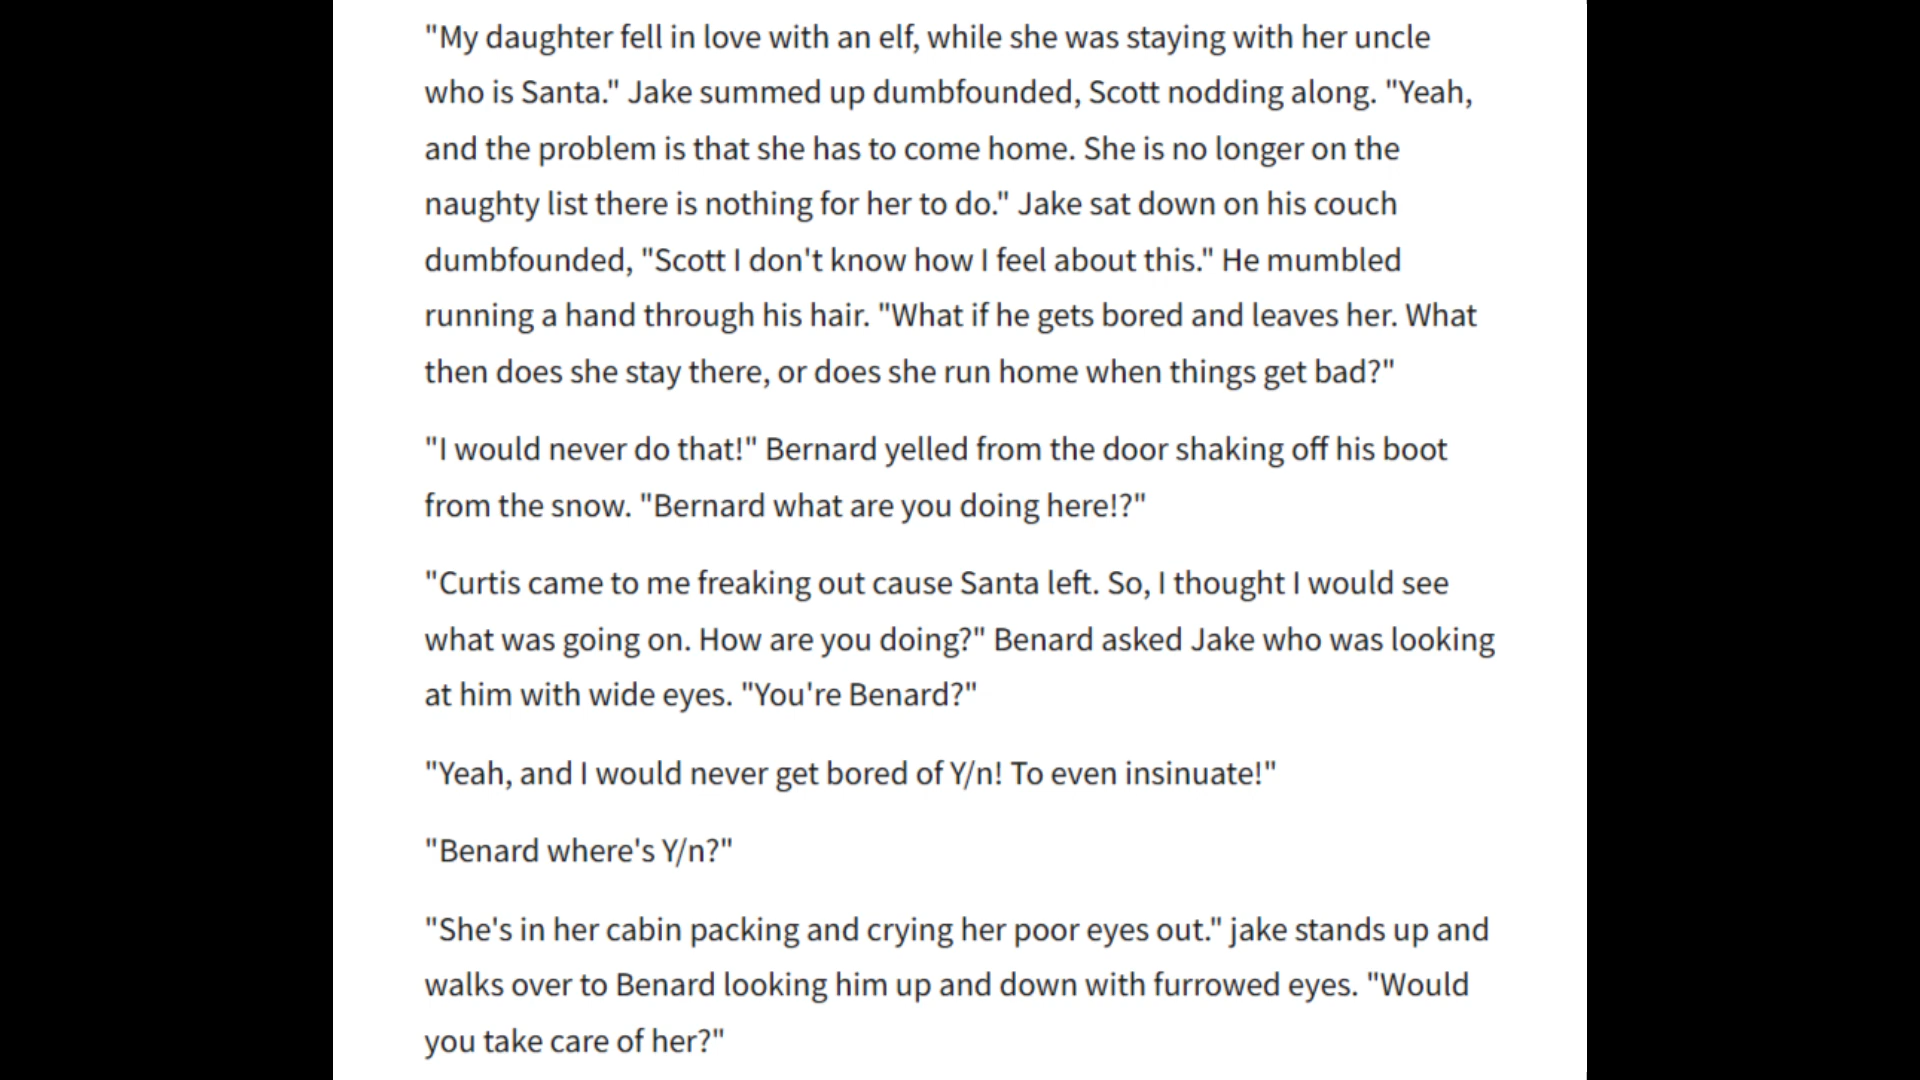 "My daughter fell in love with an elf, while she was staying with her uncle
who is Santa." Jake summed up dumbfounded, Scott nodding along. "Yeah,
and the problem is that she has to come home. She is no longer on the
naughty list there is nothing for her to do." Jake sat down on his couch
dumbfounded, "Scott I don't know how I feel about this." He mumbled
running a hand through his hair. "What if he gets bored and leaves her. What
then does she stay there, or does she run home when things get bad?"
"I would never do that!" Bernard yelled from the door shaking off his boot
from the snow. "Bernard what are you doing here!?"
"Curtis came to me freaking out cause Santa left. So, I thought I would see
what was going on. How are you doing?" Benard asked Jake who was looking
at him with wide eyes. "You're Benard?"
"Yeah, and I would never get bored of Y/n! To even insinuate!"
"Benard where's Y/n?"
"She's in her cabin packing and crying her poor eyes out." jake stands up and
walks over to Benard looking him up and down with furrowed eyes. "Would
you take care of her?"